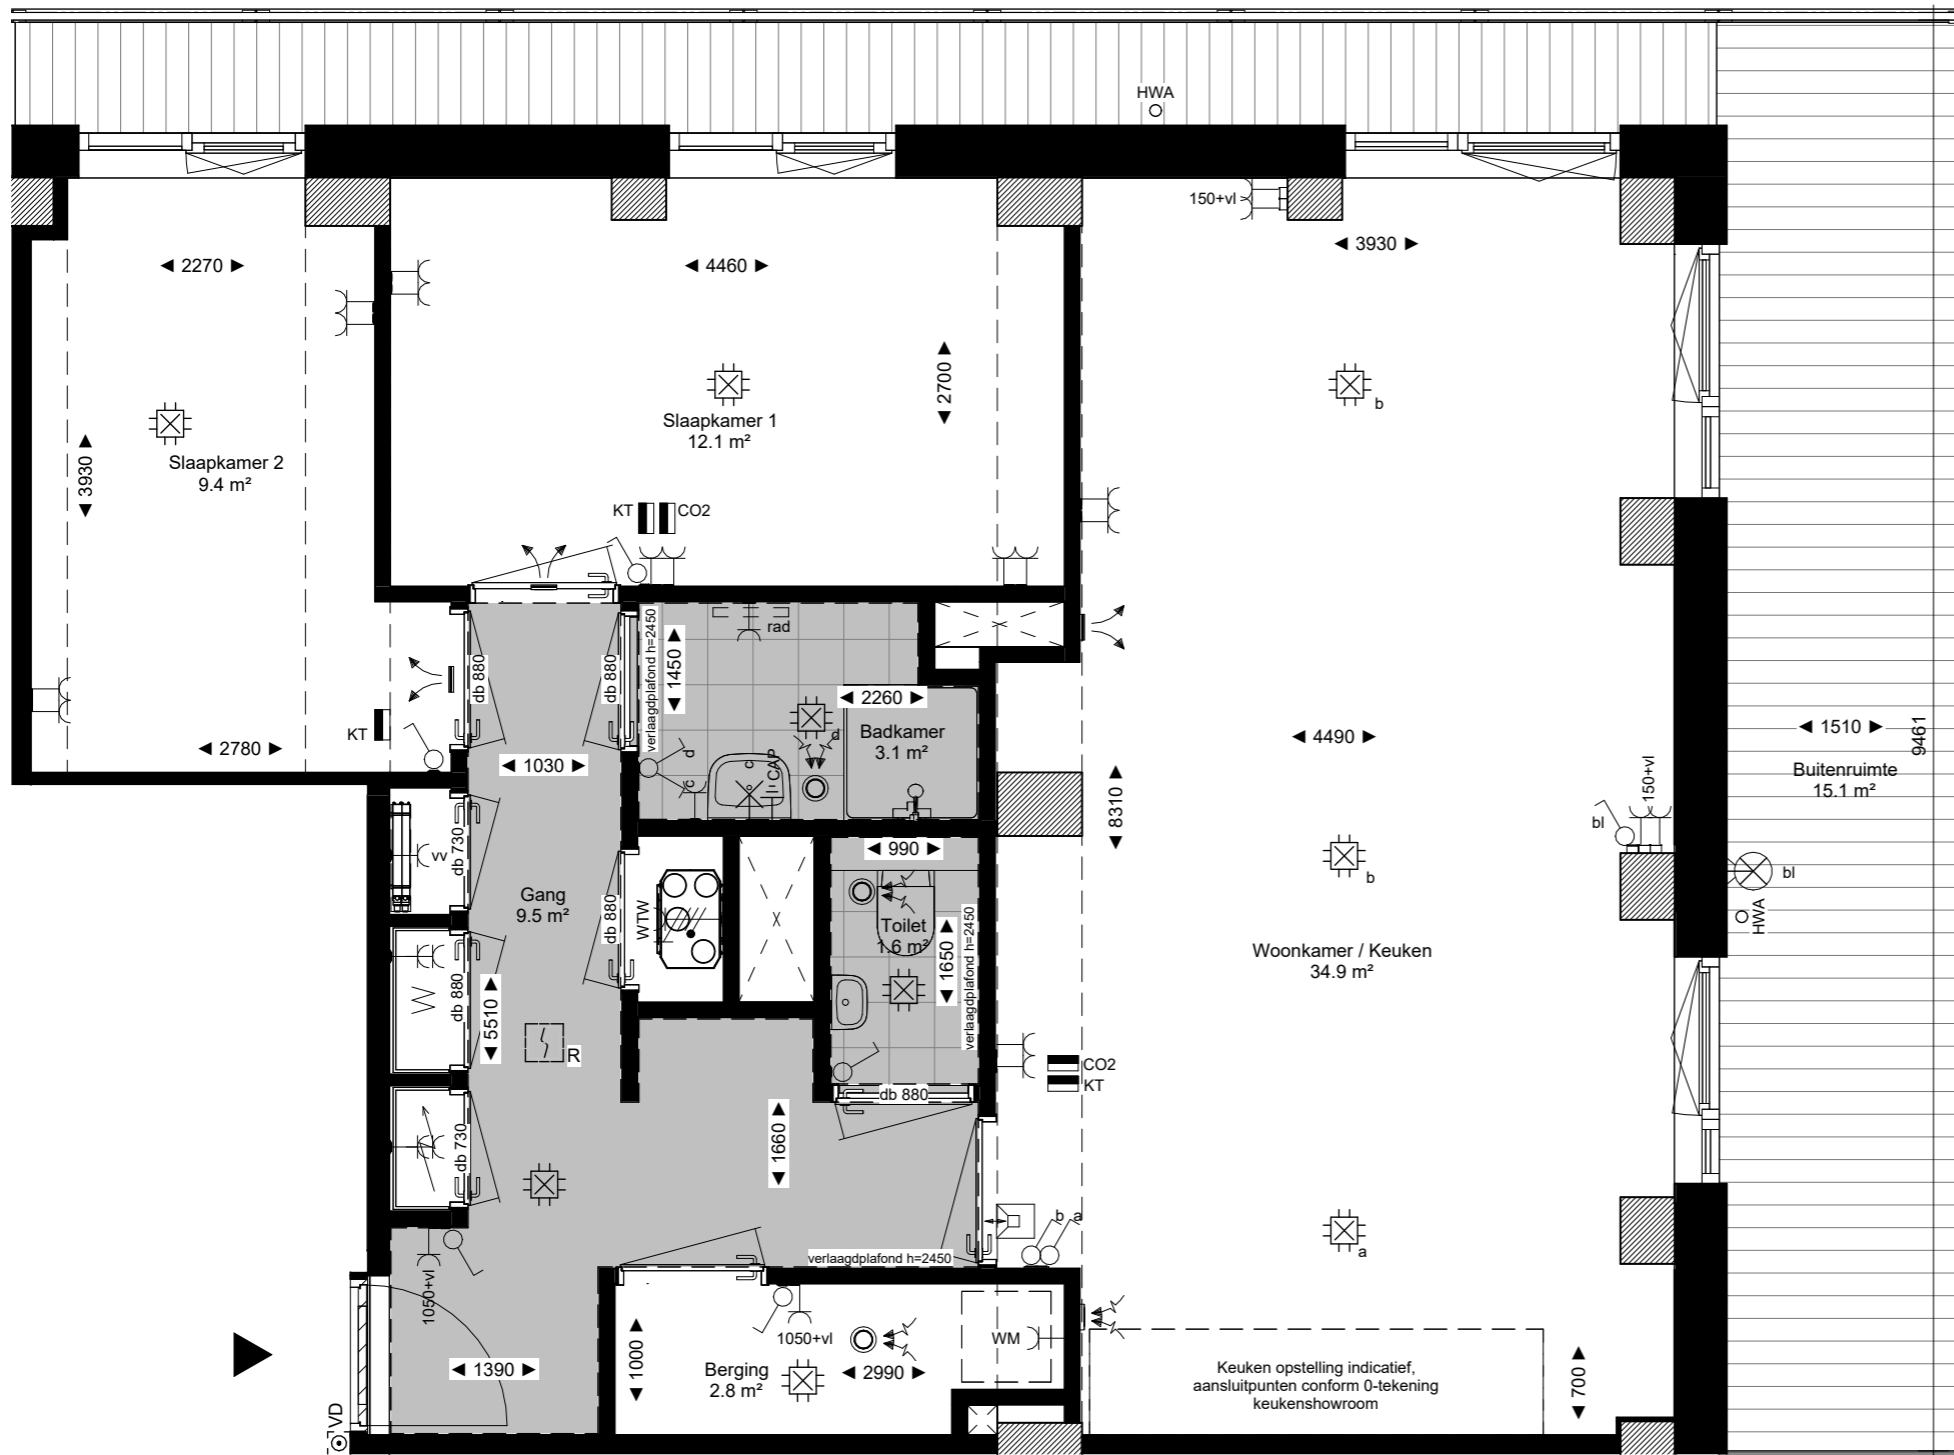 HWA
150+vl
◄ 2270 ►
◄ 4460 ►
◄ 3930 ►
◄ 2700 ►
b
Slaapkamer 1
12.1 m²
◄ 3930 ►
Slaapkamer 2
9.4 m²
KT
CO2
db 880
db 880
verlaagdplafond h=2450
◄ 1450 ►
rad
◄ 2260 ►
Badkamer
3.1 m²
d
d
c
c
CAP
KT
◄ 2780 ►
◄ 1030 ►
◄ 4490 ►
◄ 1510 ►
9461
Buitenruimte
15.1 m²
150+vl
bl
bl
HWA
◄ 8310 ►
vv
db 730
◄ 990 ►
b
Gang
9.5 m²
db 880
WTW
Toilet
1.6 m²
◄ 1650 ►
verlaagdplafond h=2450
Woonkamer / Keuken
34.9 m²
W
db 880
◄ 5510 ►
R
CO2
KT
db 880
db 730
◄ 1660 ►
b a
a
verlaagdplafond h=2450
1050+vl
1050+vl
WM
◄ 1000 ►
◄ 1390 ►
Berging
2.8 m²
◄ 2990 ►
Keuken opstelling indicatief,
aansluitpunten conform 0-tekening
keukenshowroom
◄ 700 ►
VD